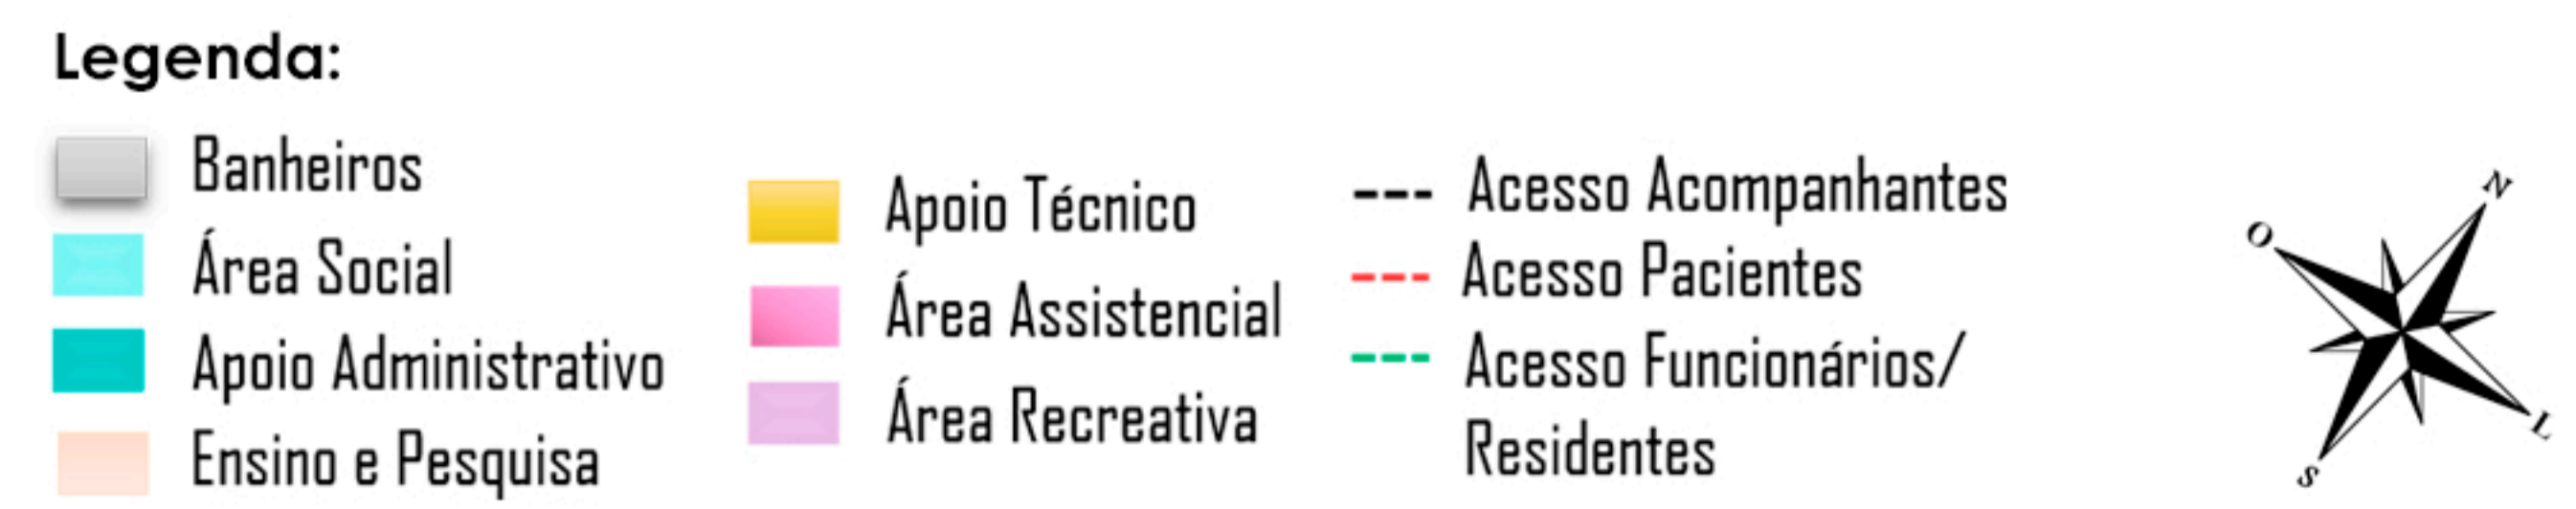 Legenda:
Banheiros
Área Social
Apoio Administrativo
Ensino e Pesquisa
Apoio Técnico
Área Assistencial
Área Recreativa
Acesso Acompanhantes
Acesso Pacientes
Acesso Funcionários/
Residentes
N
O
L
S